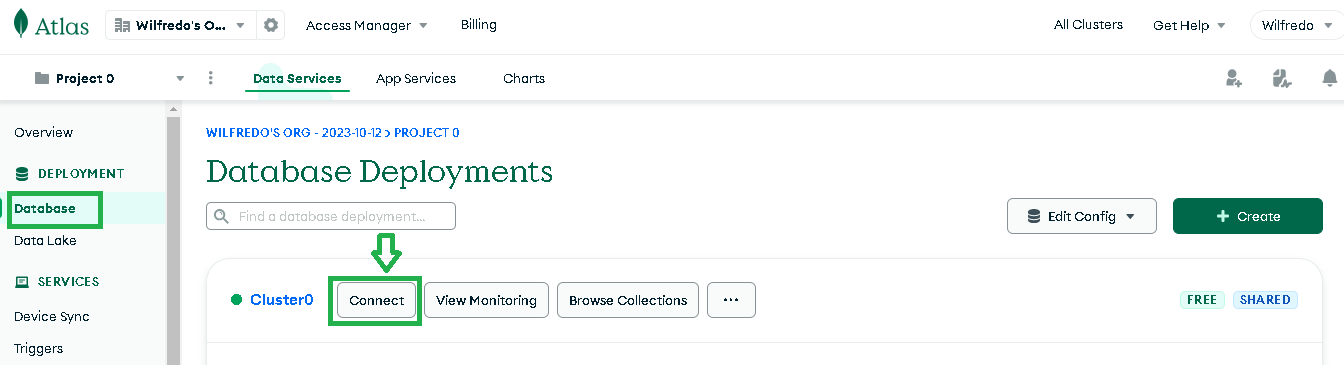 Atlas Wilfredo's O... Access Manager Billing All Clusters Get Help Wilfredo
Project 0 Data Services App Services Charts
Overview
DEPLOYMENT
Database
Data Lake
SERVICES
Device Sync
Triggers
WILFREDO'S ORG - 2023-10-12 > PROJECT 0
Database Deployments
Find a database deployment...
Edit Config
+ Create
Cluster0 Connect View Monitoring Browse Collections ... FREE SHARED